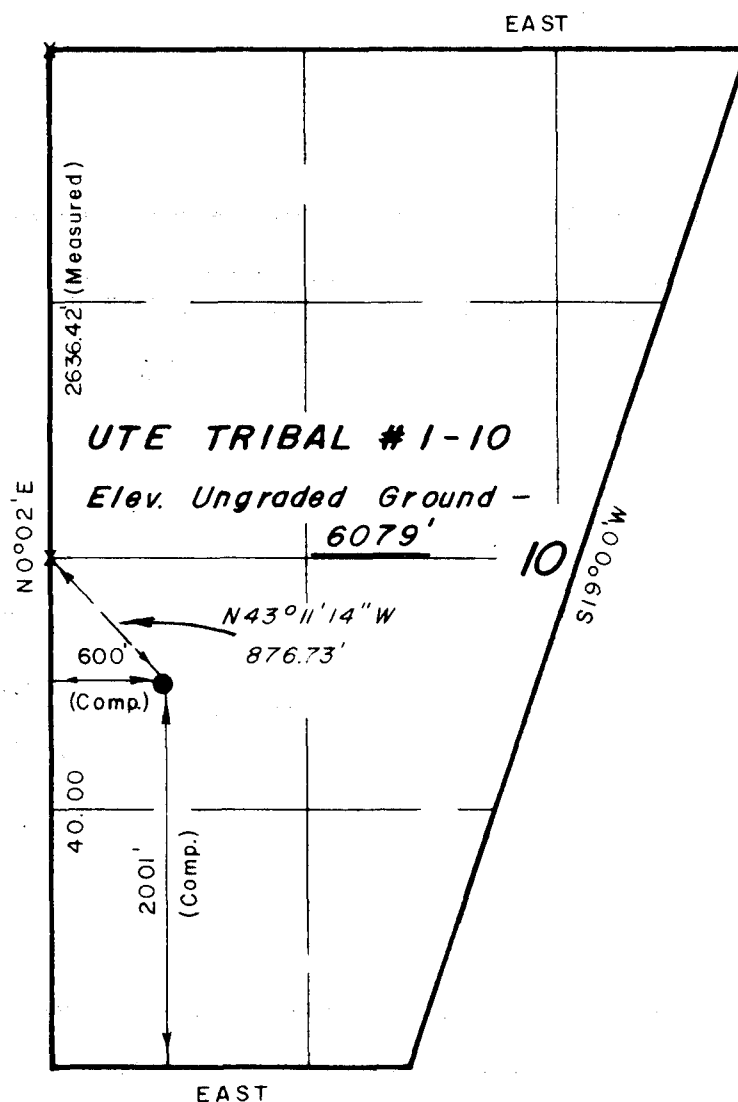 EAST
2636.42' (Measured)
UTE TRIBAL # 1-10
Elev. Ungraded Ground -
6079'
10
N0°02'E
S19°00'W
N43°11'14"W
876.73'
600'
(Comp.)
40.00
2001'
(Comp.)
EAST